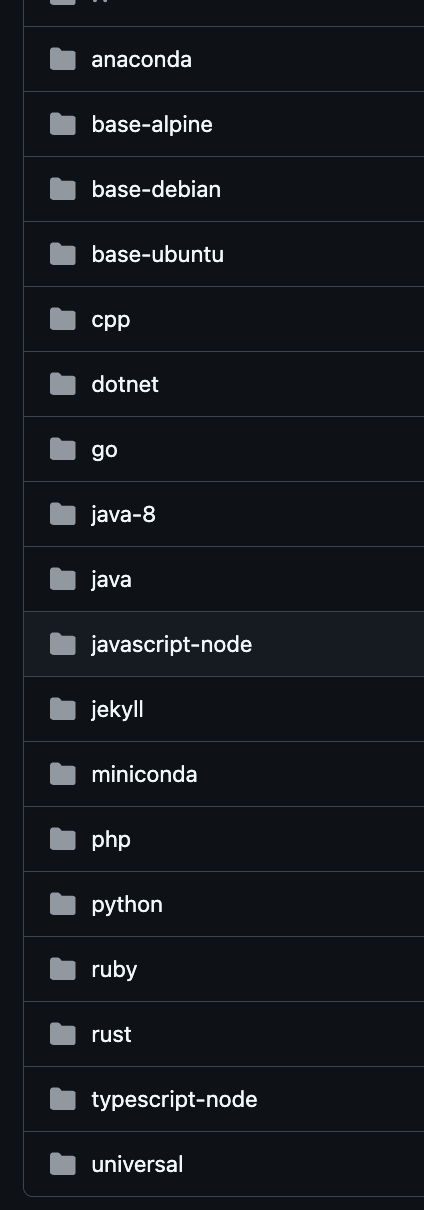 anaconda
base-alpine
base-debian
base-ubuntu
cpp
dotnet
go
java-8
java
javascript-node
jekyll
miniconda
php
python
ruby
rust
typescript-node
universal